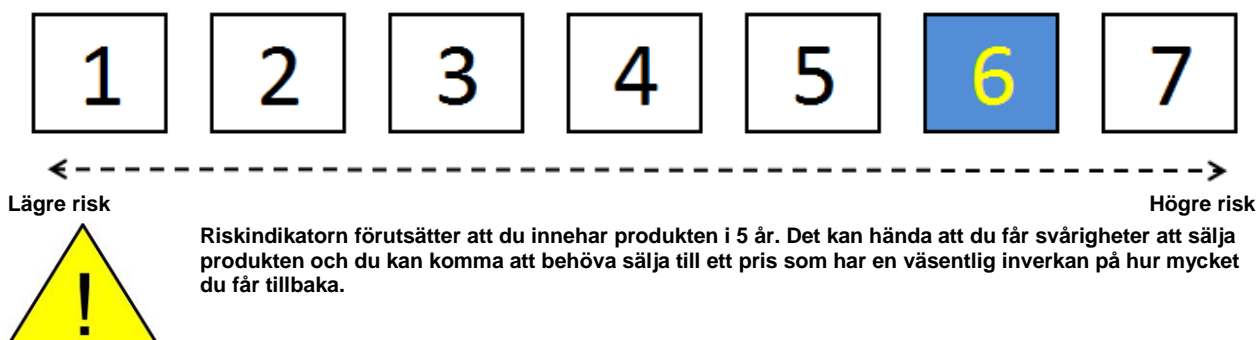 1 2 3 4 5 6 7
Lägre risk Högre risk
Riskindikatorn förutsätter att du innehar produkten i 5 år. Det kan hända att du får svårigheter att sälja
produkten och du kan komma att behöva sälja till ett pris som har en väsentlig inverkan på hur mycket
du får tillbaka.
!